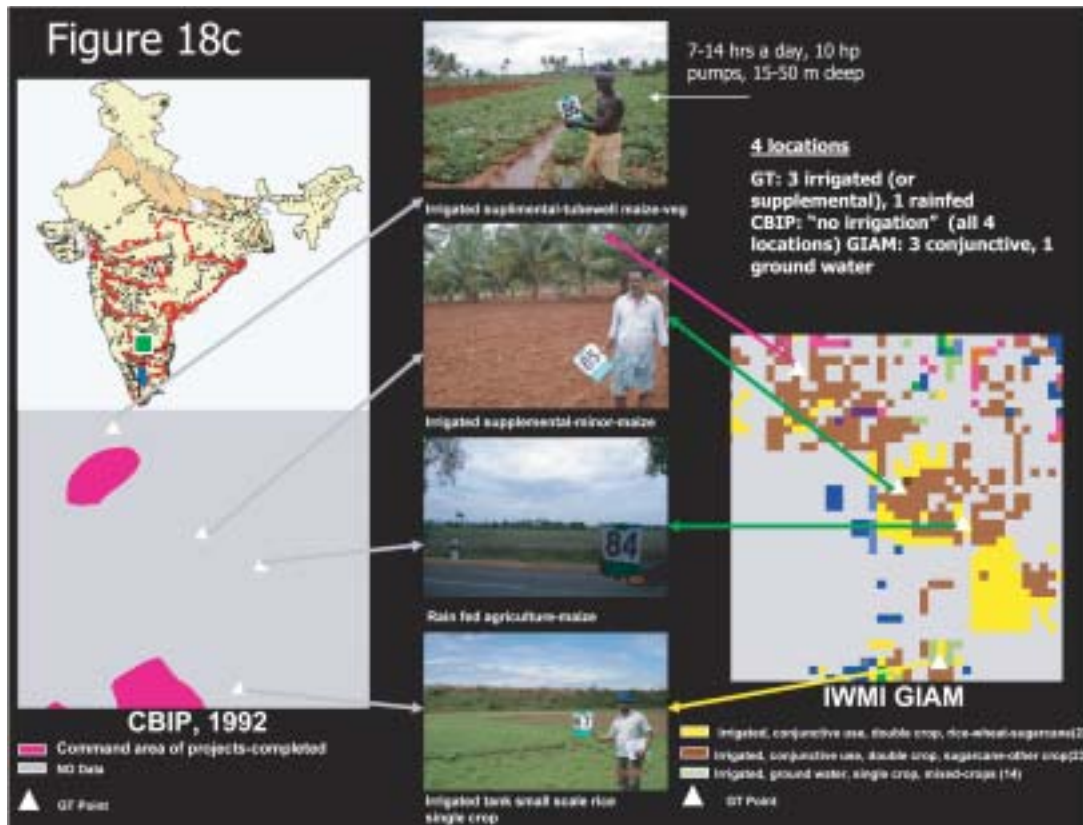 Figure 18c
7-14 hrs a day, 10 hp
pumps, 15-50 m deep
4 locations
GT: 3 irrigated (or
supplemental), 1 rainfed
CBIP: "no irrigation" (all 4
locations) GIAM: 3 conjunctive, 1
ground water
Irrigated suplimental-tubewell maize-veg
85
Irrigated supplemental-minor-maize
84
Rain fed agriculture-maize
Irrigated tank small scale rice
single crop
CBIP, 1992
Command area of projects-completed
NO Data
GT Point
IWMI GIAM
Irrigated, conjunctive use, double crop, rice-wheat-sugarcane(2
Irrigated, conjunctive use, double crop, sugarcane-other crop(23
Irrigated, ground water, single crop, mixed-crops (14)
GT Point